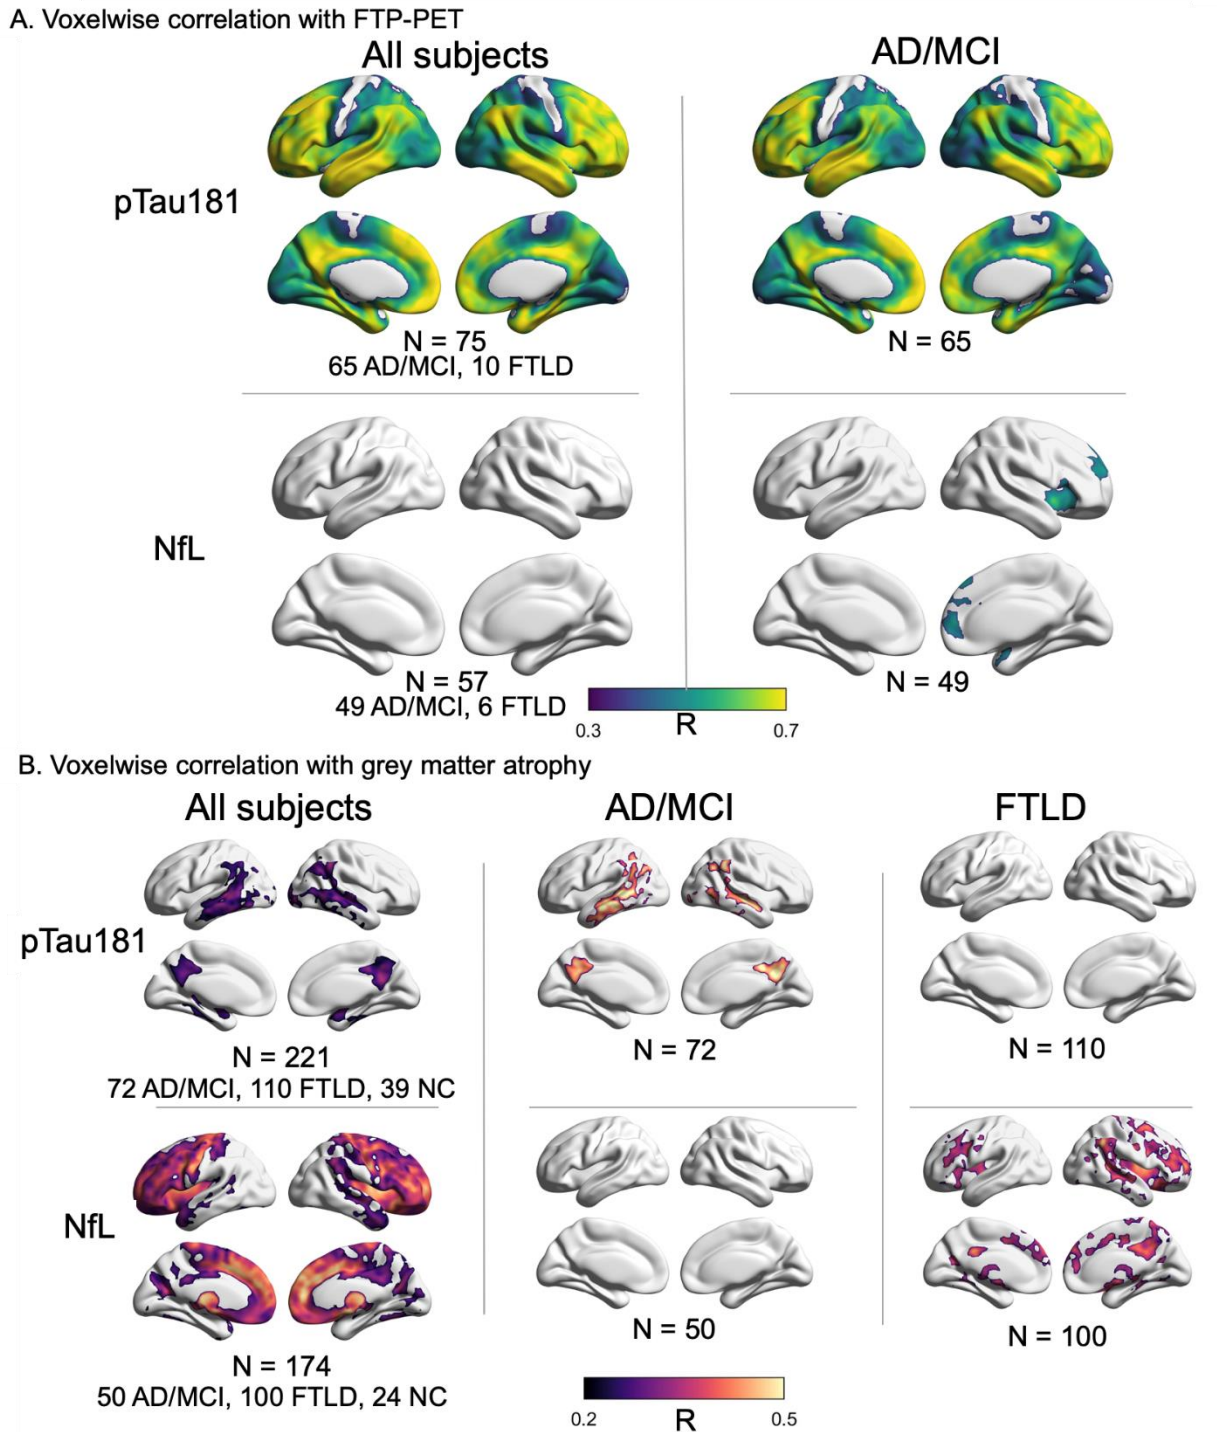 A. Voxelwise correlation with FTP-PET
All subjects
AD/MCI
pTau181
N = 75
65 AD/MCI, 10 FTLD
N = 65
NfL
N = 57
49 AD/MCI, 6 FTLD
N = 49
0.3
R
0.7
B. Voxelwise correlation with grey matter atrophy
All subjects
AD/MCI
FTLD
pTau181
N = 221
72 AD/MCI, 110 FTLD, 39 NC
N = 72
N = 110
NfL
N = 174
50 AD/MCI, 100 FTLD, 24 NC
N = 50
N = 100
0.2
R
0.5